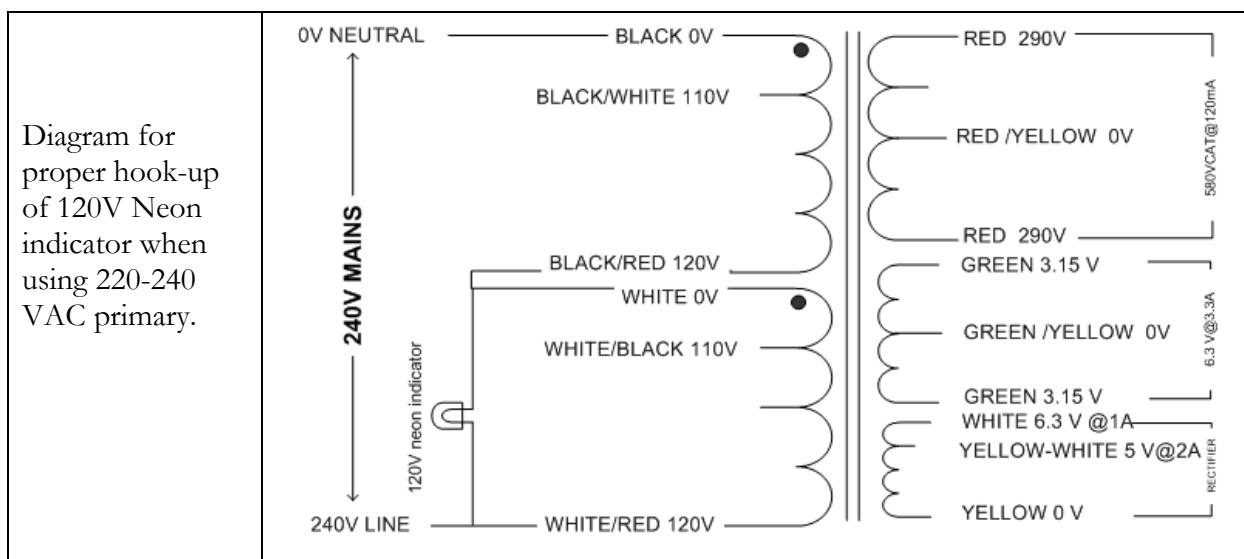 Diagram for
proper hook-up
of 120V Neon
indicator when
using 220-240
VAC primary.
0V NEUTRAL
BLACK 0V
BLACK/WHITE 110V
BLACK/RED 120V
WHITE 0V
WHITE/BLACK 110V
WHITE/RED 120V
240V LINE
240V MAINS
120V neon indicator
RED 290V
RED /YELLOW 0V
RED 290V
580VCAT@120mA
GREEN 3.15 V
GREEN /YELLOW 0V
GREEN 3.15 V
6.3 V@3.3A
WHITE 6.3 V @1A
YELLOW-WHITE 5 V@2A
YELLOW 0 V
RECTIFIER